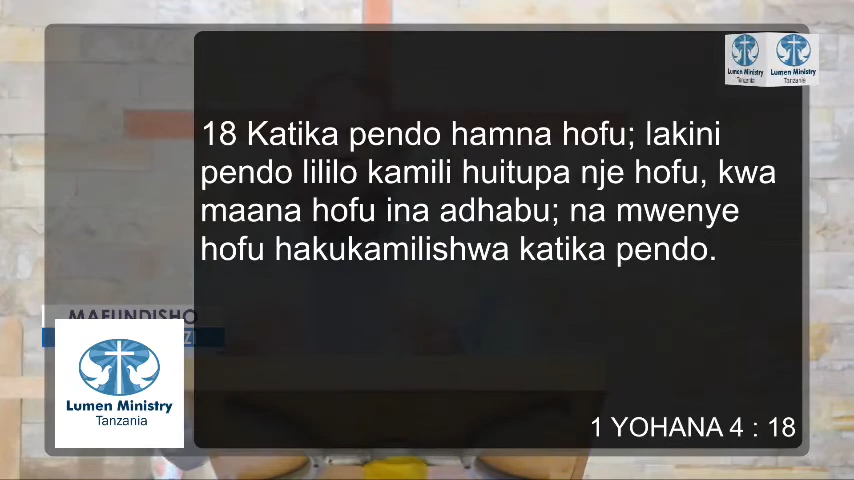 Lumen Ministry
Tanzania
Lumen Ministry
Tanzania
18 Katika pendo hamna hofu; lakini
pendo lililo kamili huitupa nje hofu, kwa
maana hofu ina adhabu; na mwenye
hofu hakukamilishwa katika pendo.
MAFUNDISHO
Lumen Ministry
Tanzania
1 YOHANA 4 : 18